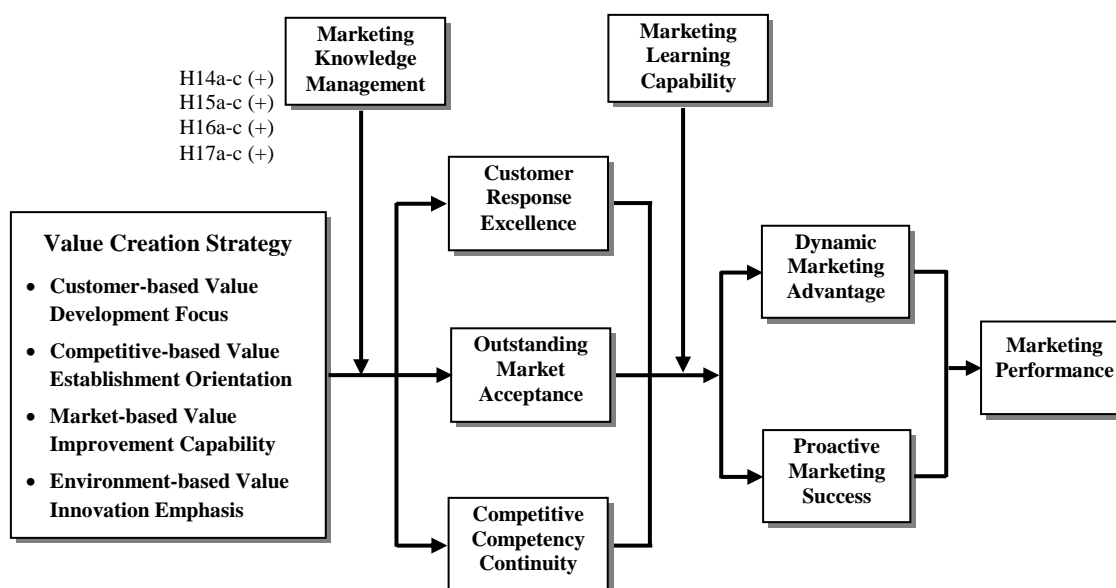 Marketing
Knowledge
Management
Marketing
Learning
Capability
H14a-c (+)
H15a-c (+)
H16a-c (+)
H17a-c (+)
Value Creation Strategy
• Customer-based Value
Development Focus
• Competitive-based Value
Establishment Orientation
• Market-based Value
Improvement Capability
• Environment-based Value
Innovation Emphasis
Customer
Response
Excellence
Outstanding
Market
Acceptance
Competitive
Competency
Continuity
Dynamic
Marketing
Advantage
Proactive
Marketing
Success
Marketing
Performance